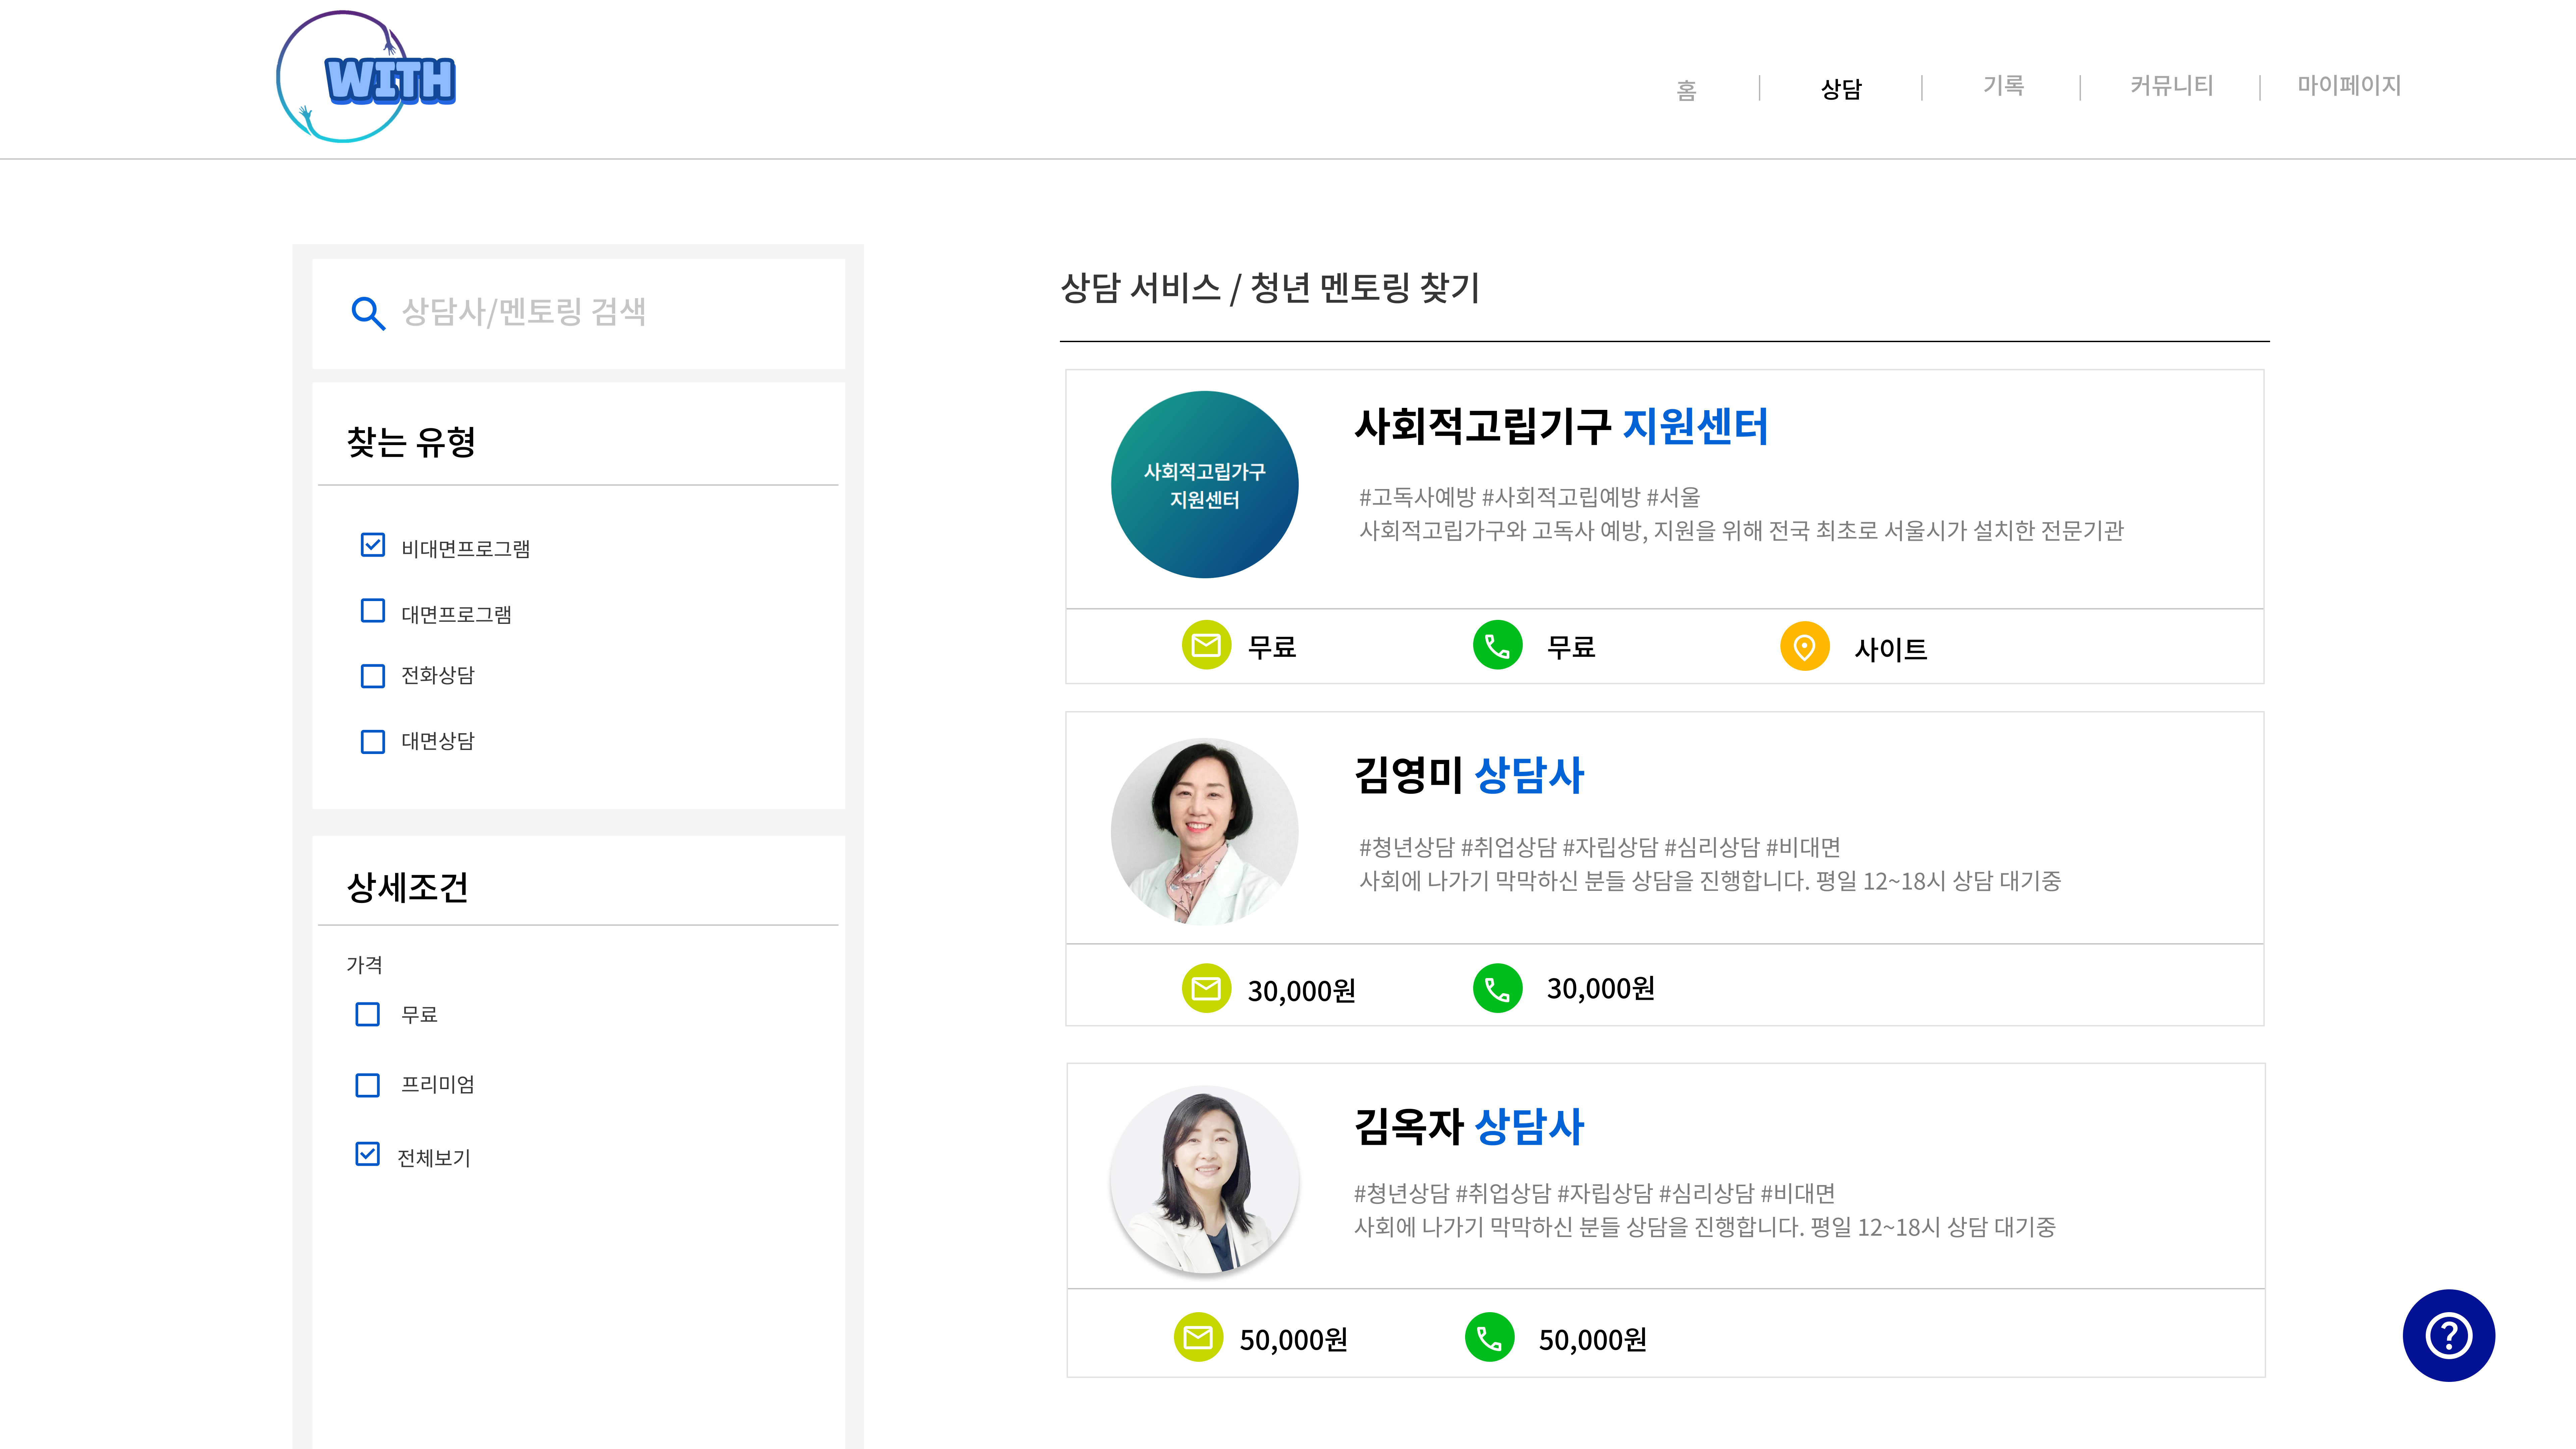 WITH
홈
상담
기록
커뮤니티
마이페이지
상담사/멘토링 검색
찾는 유형
비대면프로그램
대면프로그램
전화상담
대면상담
상세조건
가격
무료
프리미엄
전체보기
상담 서비스 / 청년 멘토링 찾기
사회적고립가구
지원센터
사회적고립기구 지원센터
#고독사예방 #사회적고립예방 #서울
사회적고립가구와 고독사 예방, 지원을 위해 전국 최초로 서울시가 설치한 전문기관
무료
무료
사이트
김영미 상담사
#청년상담 #취업상담 #자립상담 #심리상담 #비대면
사회에 나가기 막막하신 분들 상담을 진행합니다. 평일 12~18시 상담 대기중
30,000원
30,000원
김옥자 상담사
#청년상담 #취업상담 #자립상담 #심리상담 #비대면
사회에 나가기 막막하신 분들 상담을 진행합니다. 평일 12~18시 상담 대기중
50,000원
50,000원